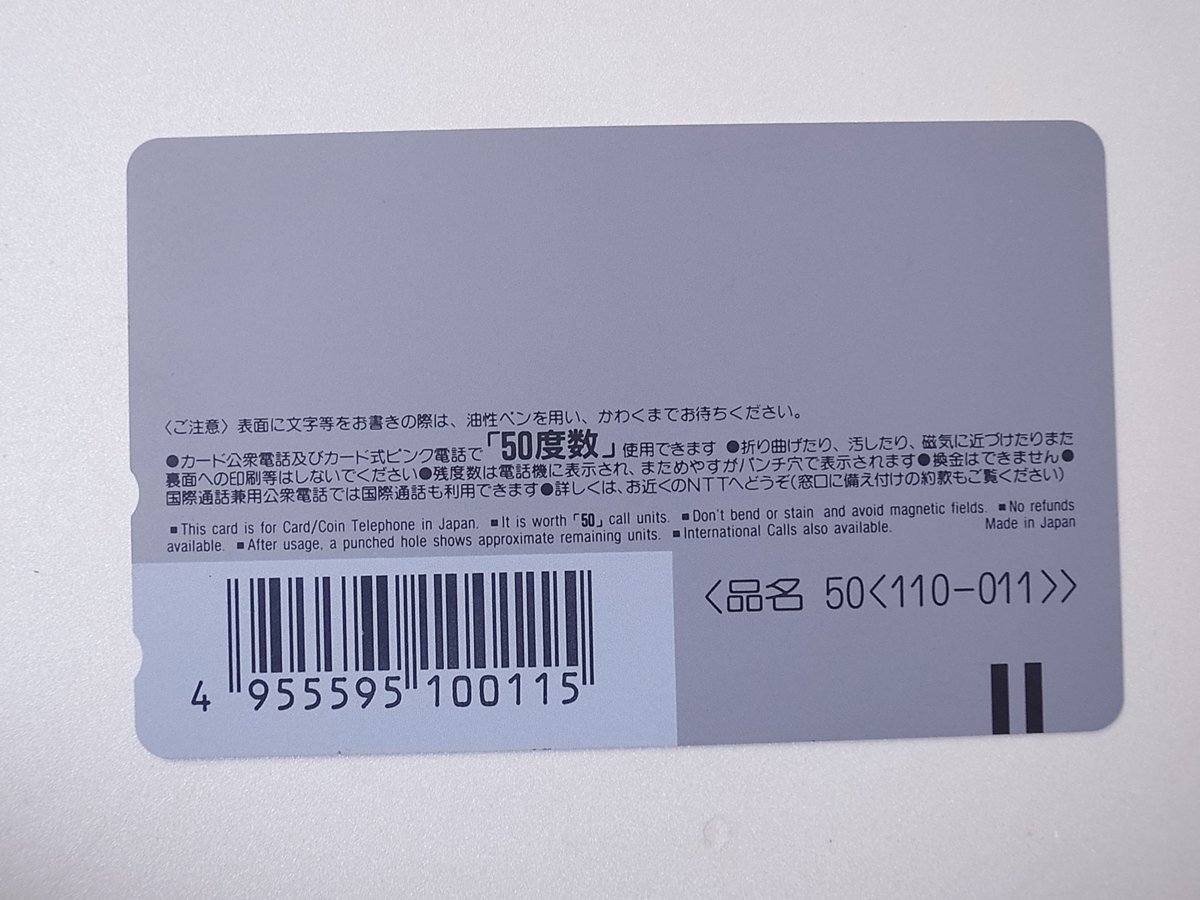 〈ご注意〉表面に文字等をお書きの際は、油性ペンを用い、かわくまでお待ちください。
●カード公衆電話及びカード式ピンク電話で「50度数」使用できます ●折り曲げたり、汚したり、磁気に近づけたりまた
裏面への印刷等はしないでください●残度数は電話機に表示され、まためやすがパンチ穴で表示されます●換金はできません●
国際通話兼用公衆電話では国際通話も利用できます●詳しくは、お近くのNTTへどうぞ(窓口に備え付けの約款もご覧ください)
■This card is for Card/Coin Telephone in Japan. ■It is worth「50」call units. ■Don't bend or stain and avoid magnetic fields. ■No refunds
available. ■After usage, a punched hole shows approximate remaining units. ■International Calls also available. Made in Japan
〈品名 50〈110-011〉〉
4 955595 100115